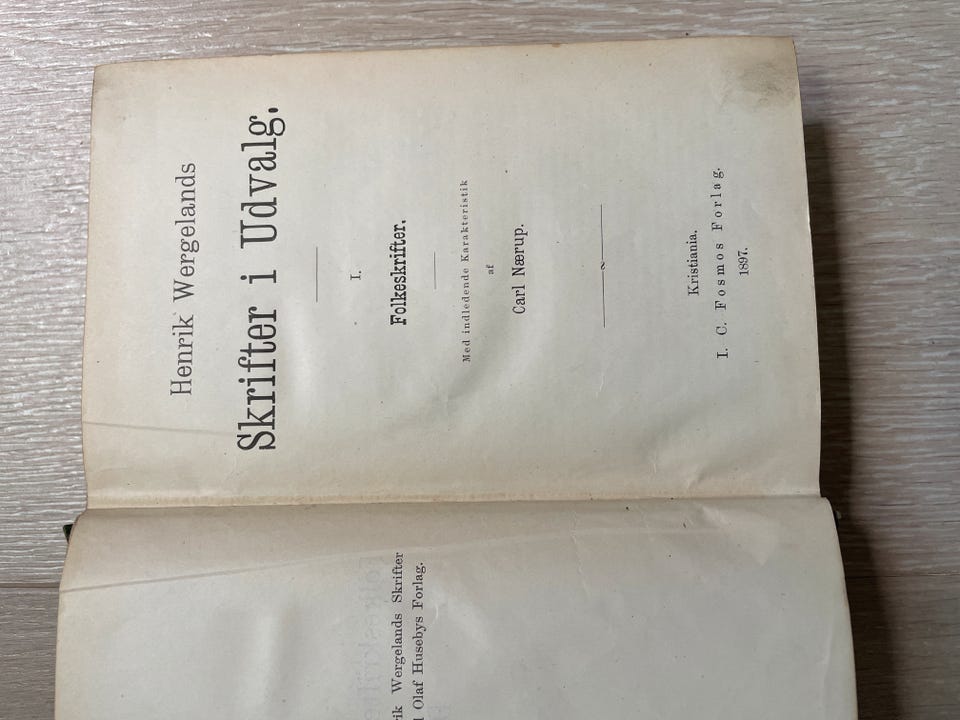 Henrik Wergelands
Skrifter i Udvalg.
I.
Folkeskrifter.
Med indledende Karakteristik
af
Carl Nærup.
Kristiania.
I. C. Fosmos Forlag.
1897.
Wergelands Skrifter
Olaf Husebys Forlag.